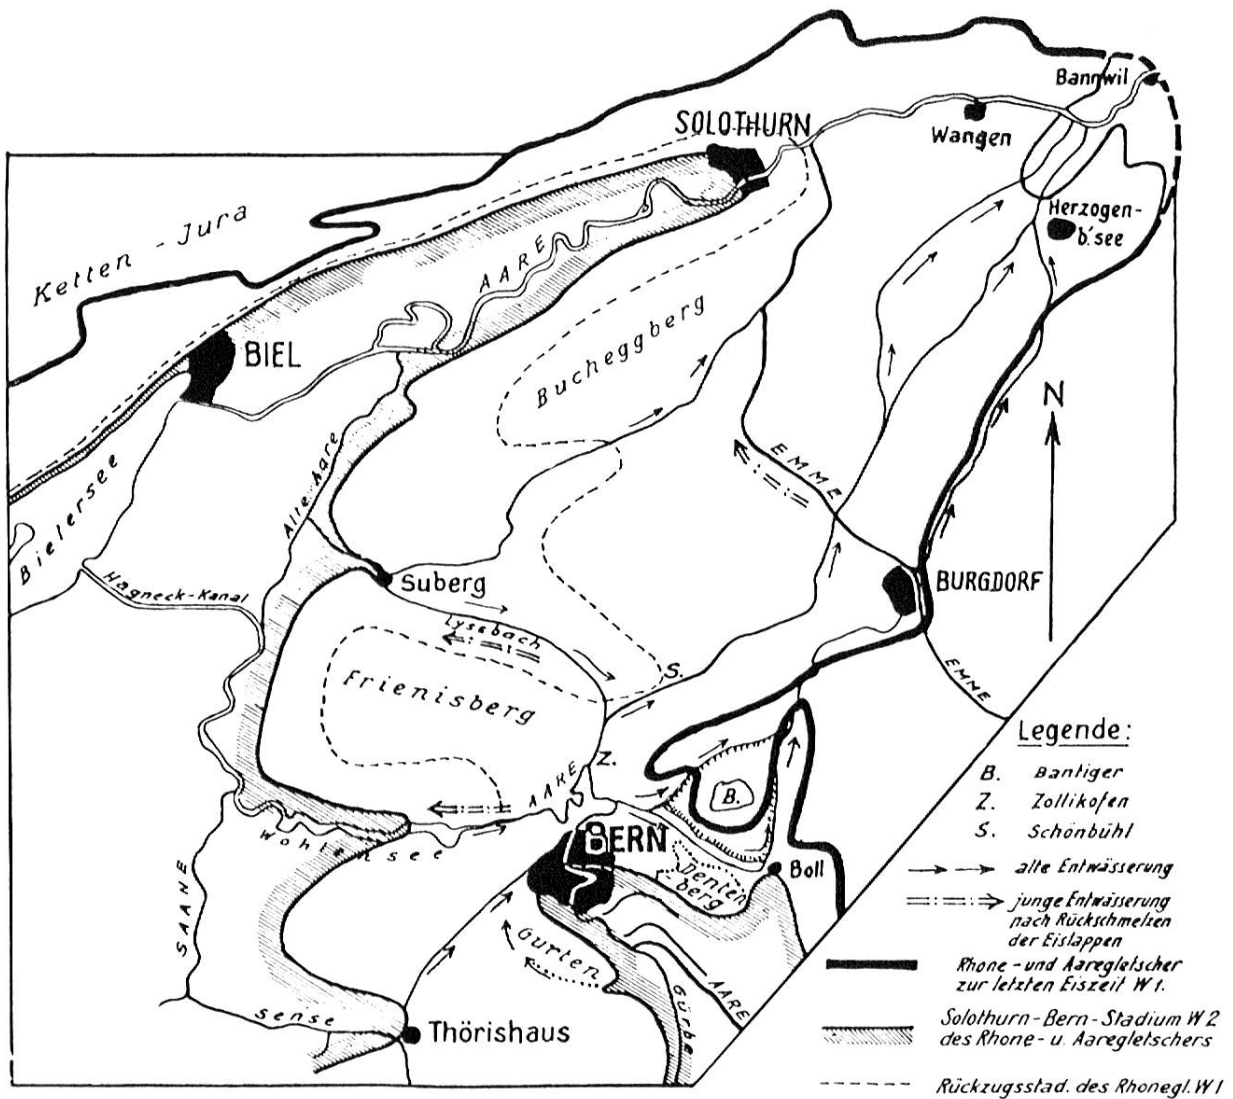 Bannwil
SOLOTHURN
Wangen
Ketten-Jura
Herzogen-
b'see
AARE
BIEL
Bucheggberg
N
Bielersee
Alte Aare
EMME
Hagneck-Kanal
Suberg
BURGDORF
Lyssbach
S.
EMME
Frienisberg
Legende:
B. Bantiger
Z. Zollikofen
S. Schönbühl
Z.
AARE
B.
Wohlensee
BERN
Denten
berg
Boll
alte Entwässerung
junge Entwässerung
nach Rückschmelzen
der Eislappen
SAANE
Gurten
Rhone- und Aaregletscher
zur letzten Eiszeit W1.
AARE
Gürbe
Sense
Thörishaus
Solothurn-Bern-Stadium W2
des Rhone- u. Aaregletschers
Rückzugsstad. des Rhonegl. W1